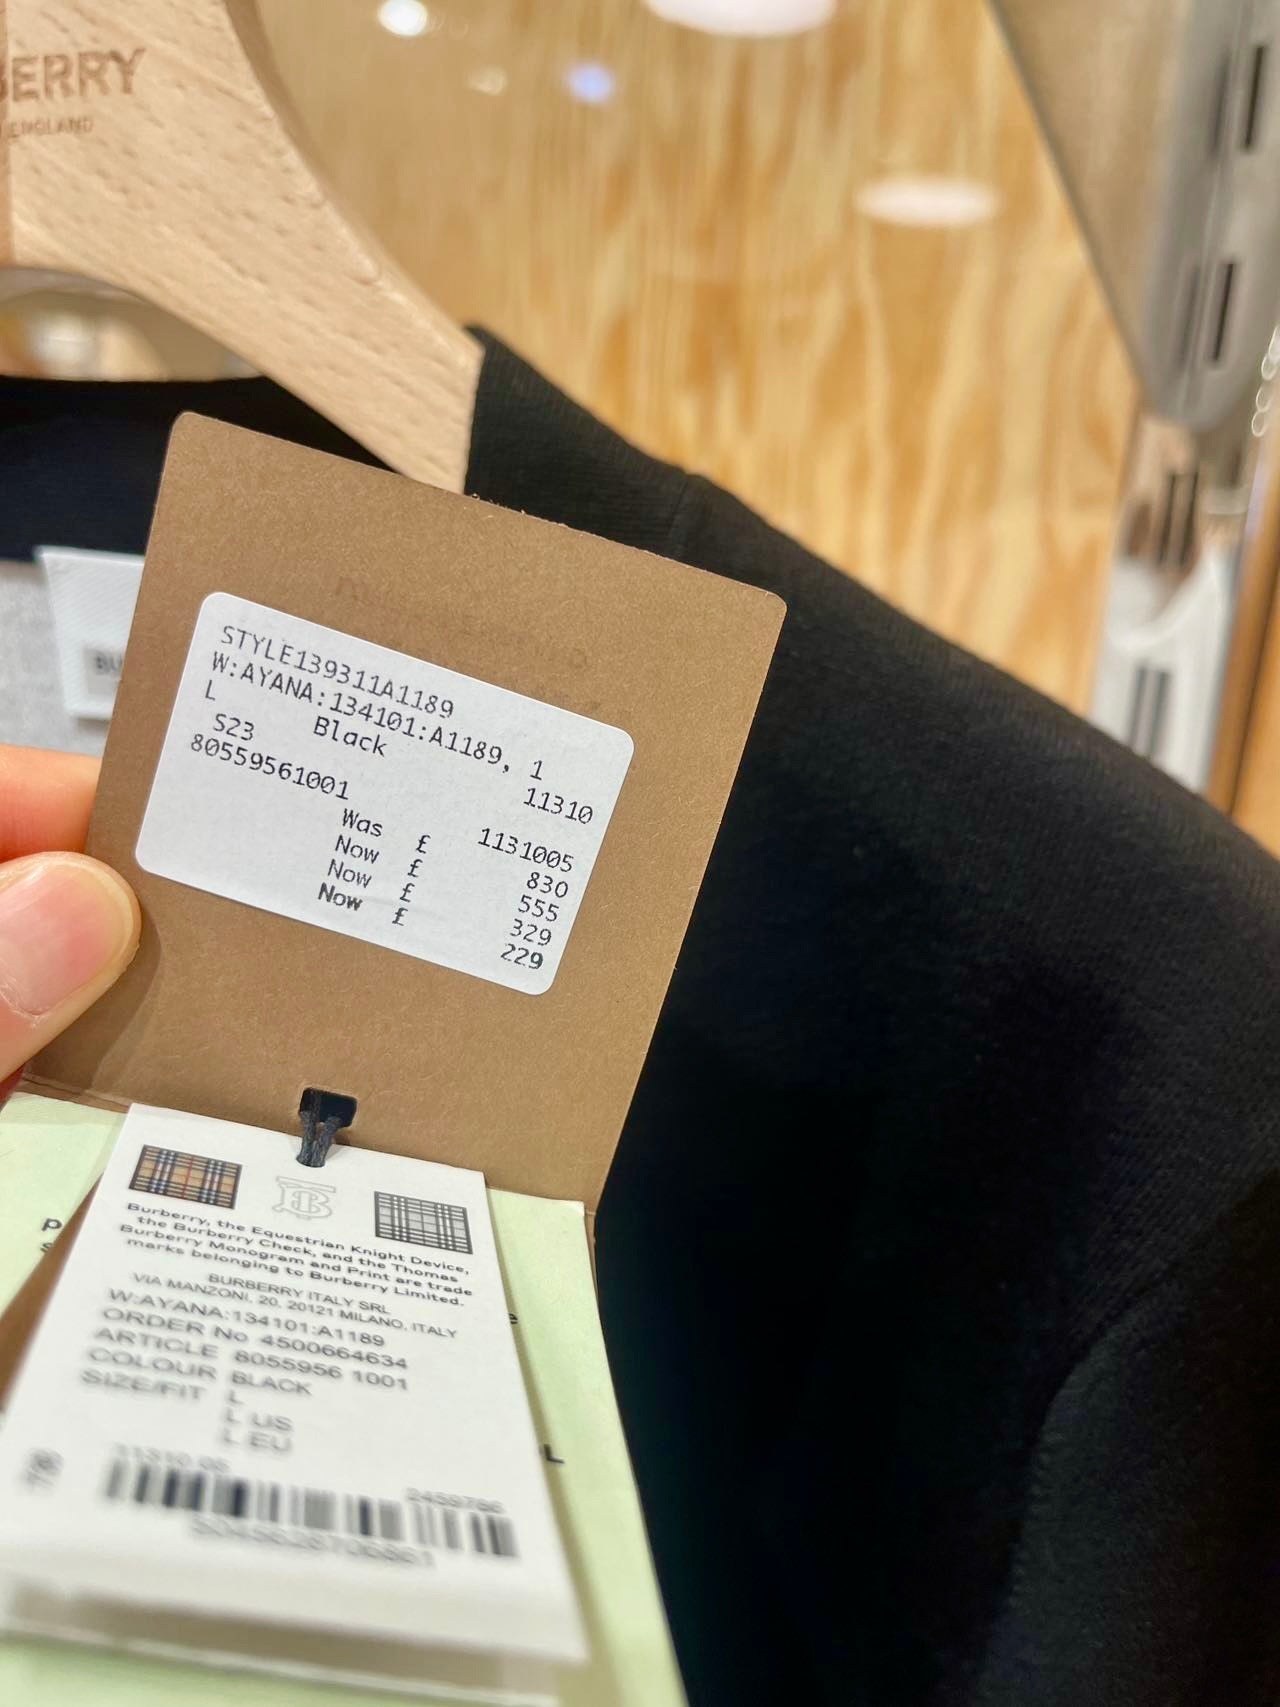 BERRY
ENGLAND
BU
STYLE139311A1189
W:AYANA:134101:A1189, 1
L Black 11310
S23
80559561001 1131005
Was £ 830
Now £ 555
Now £ 329
Now £ 229
Burberry, the Equestrian Knight Device,
the Burberry Check, and the Thomas
Burberry Monogram and Print are trade
marks belonging to Burberry Limited.
BURBERRY ITALY SRL
VIA MANZONI, 20, 20121 MILANO, ITALY
W:AYANA:134101:A1189
ORDER No 4500664634
ARTICLE 8055956 1001
COLOUR BLACK
SIZE/FIT L
L US
L EU
L